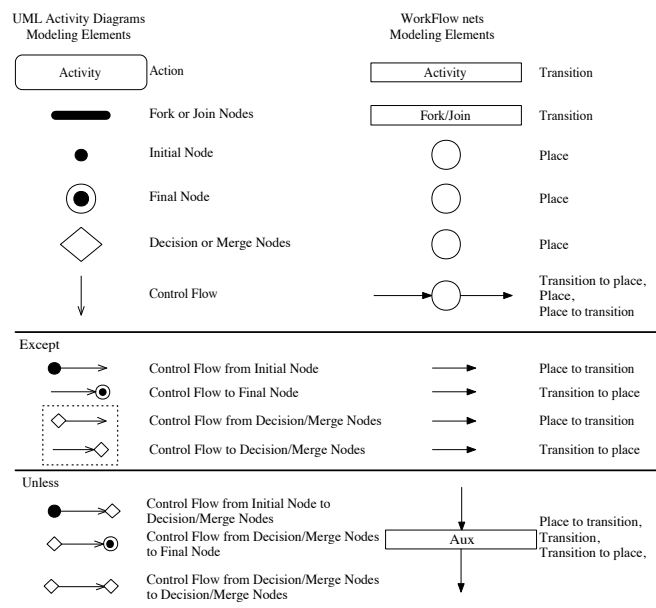 UML Activity Diagrams
Modeling Elements
WorkFlow nets
Modeling Elements
Activity
Action
Activity
Transition
Fork or Join Nodes
Fork/Join
Transition
Initial Node
Place
Final Node
Place
Decision or Merge Nodes
Place
Control Flow
Transition to place,
Place,
Place to transition
Except
Control Flow from Initial Node
Place to transition
Control Flow to Final Node
Transition to place
Control Flow from Decision/Merge Nodes
Place to transition
Control Flow to Decision/Merge Nodes
Transition to place
Unless
Control Flow from Initial Node to
Decision/Merge Nodes
Control Flow from Decision/Merge Nodes
to Final Node
Control Flow from Decision/Merge Nodes
to Decision/Merge Nodes
Aux
Place to transition,
Transition,
Transition to place,